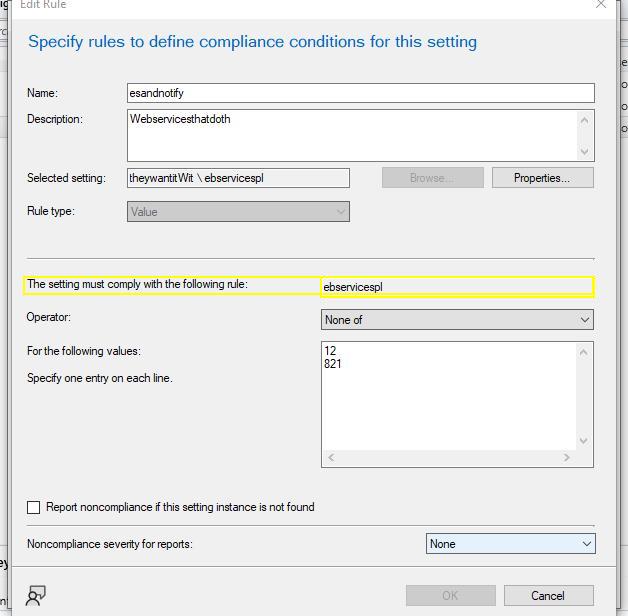 Edit Rule
Specify rules to define compliance conditions for this setting
Name:
esandnotify
Description:
Webservicesthatdoth
Selected setting:
theywantitWit \ ebservicespl
Browse...
Properties...
Rule type:
Value
The setting must comply with the following rule:
ebservicespl
Operator:
None of
For the following values:
12
821
Specify one entry on each line.
Report noncompliance if this setting instance is not found
Noncompliance severity for reports:
None
OK
Cancel